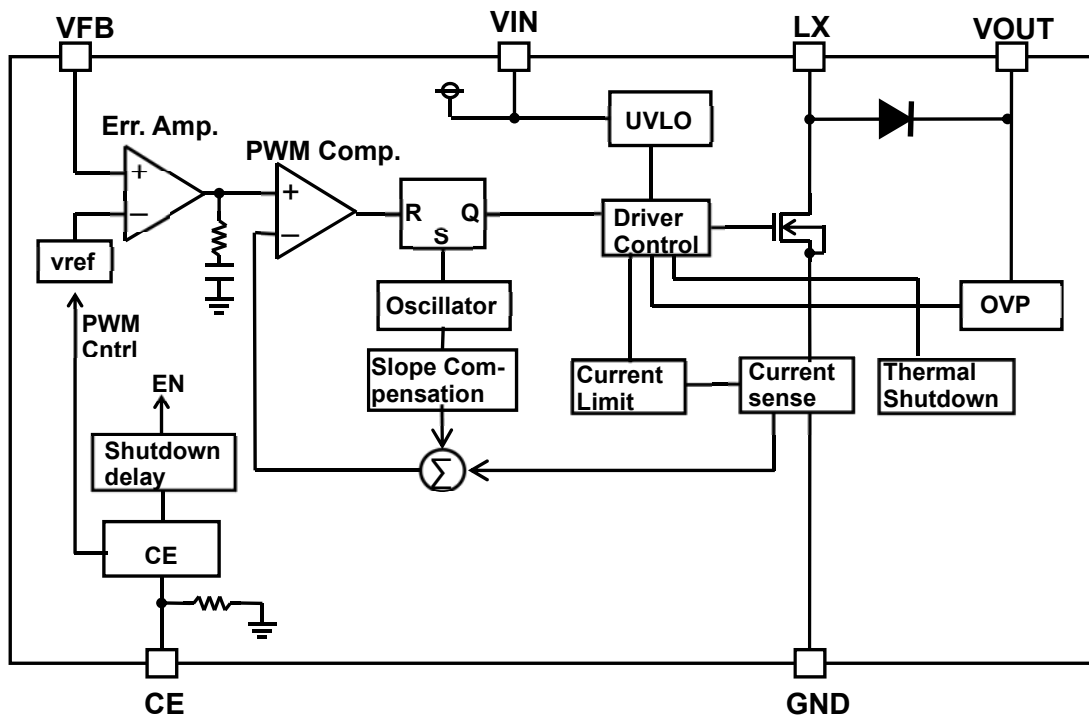 VFB
VIN
LX
VOUT
Err. Amp.
UVLO
PWM Comp.
+
−
+
−
R
Q
S
Driver
Control
vref
Oscillator
OVP
PWM
Cntrl
Slope Com-
pensation
Current
Limit
Current
sense
Thermal
Shutdown
EN
Shutdown
delay
Σ
CE
CE
GND